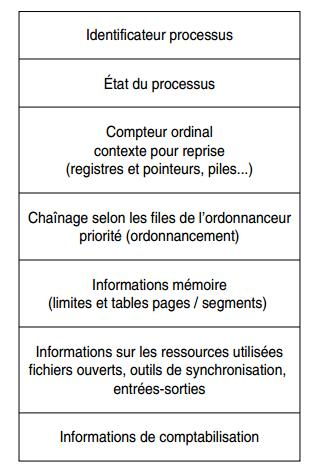 Identificateur processus
État du processus
Compteur ordinal
contexte pour reprise
(registres et pointeurs, piles...)
Chaînage selon les files de l'ordonnanceur
priorité (ordonnancement)
Informations mémoire
(limites et tables pages / segments)
Informations sur les ressources utilisées
fichiers ouverts, outils de synchronisation,
entrées-sorties
Informations de comptabilisation